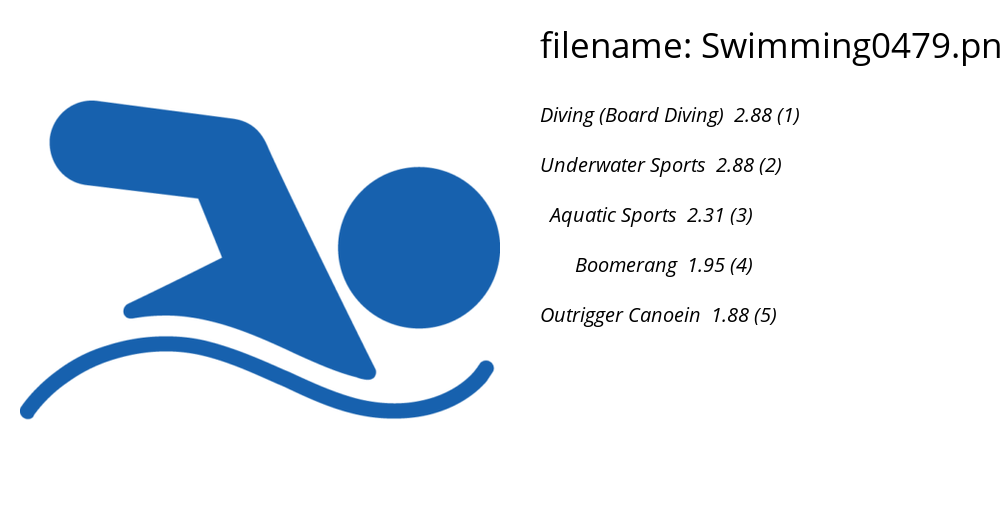 filename: Swimming0479.pn
Diving (Board Diving) 2.88 (1)
Underwater Sports 2.88 (2)
Aquatic Sports 2.31 (3)
Boomerang 1.95 (4)
Outrigger Canoein 1.88 (5)